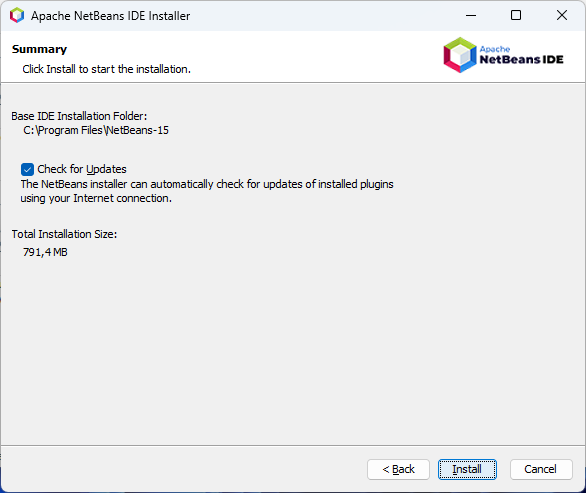 Apache NetBeans IDE Installer
Summary
Click Install to start the installation.
Apache
NetBeans IDE
Base IDE Installation Folder:
C:\Program Files\NetBeans-15
Check for Updates
The NetBeans installer can automatically check for updates of installed plugins
using your Internet connection.
Total Installation Size:
791,4 MB
< Back
Install
Cancel